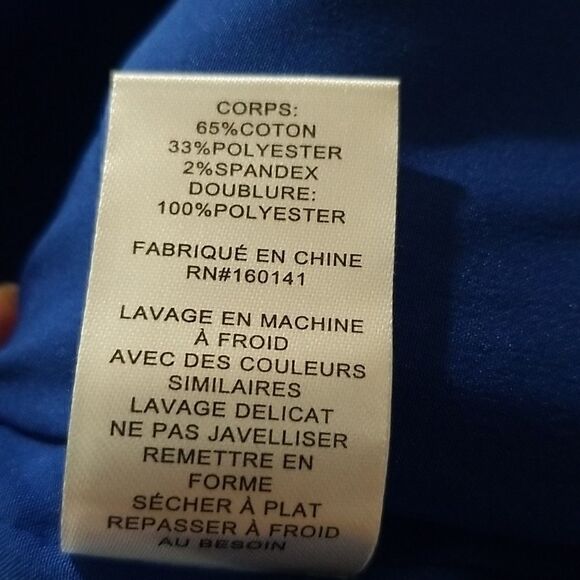 CORPS:
65%COTON
33%POLYESTER
2%SPANDEX
DOUBLURE:
100%POLYESTER
FABRIQUÉ EN CHINE
RN#160141
LAVAGE EN MACHINE
À FROID
AVEC DES COULEURS
SIMILAIRES
LAVAGE DELICAT
NE PAS JAVELLISER
REMETTRE EN
FORME
SÉCHER À PLAT
REPASSER À FROID
AU BESOIN